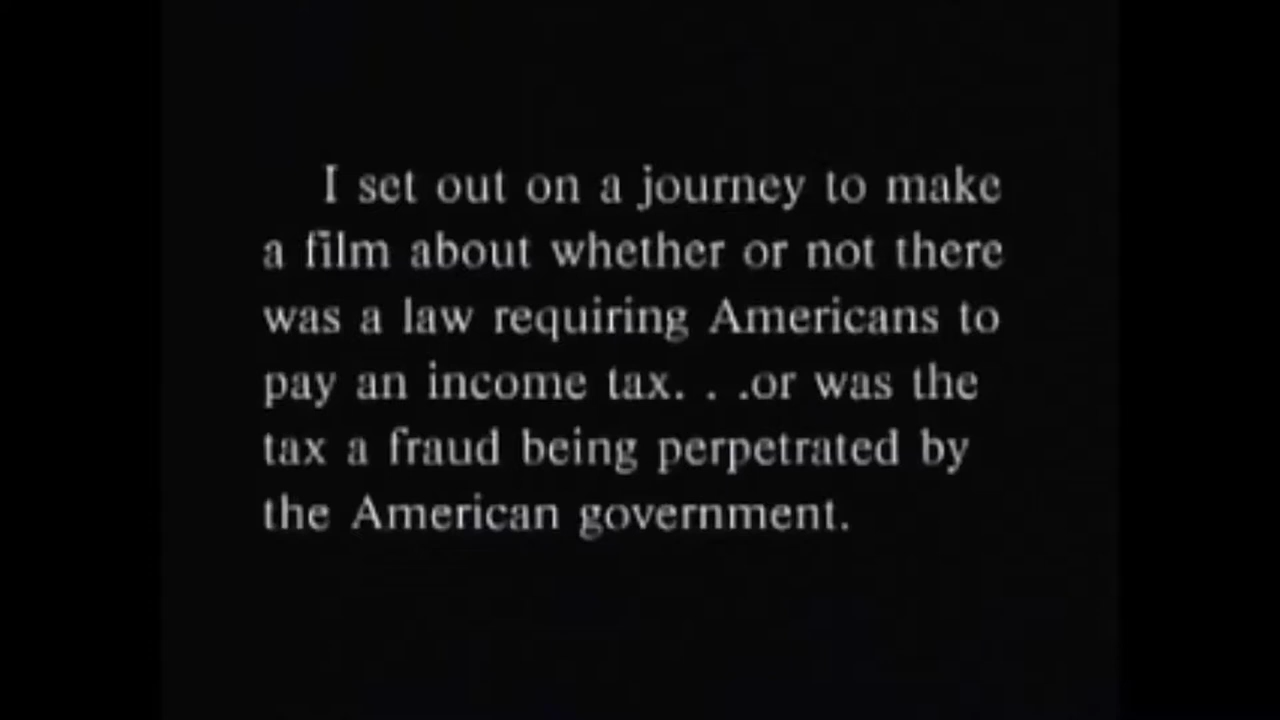 I set out on a journey to make
a film about whether or not there
was a law requiring Americans to
pay an income tax. . .or was the
tax a fraud being perpetrated by
the American government.